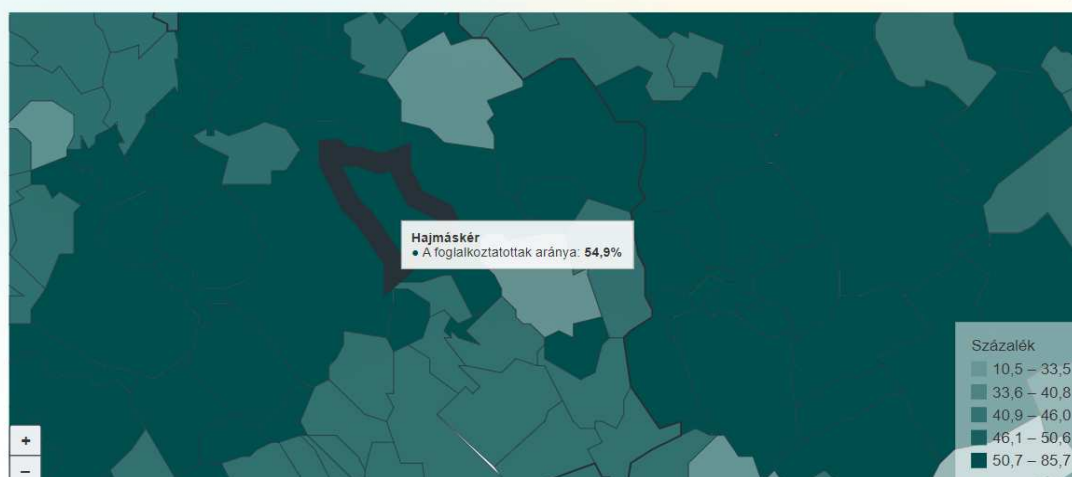 Hajmáskér
● A foglalkoztatottak aránya: 54,9%
Százalék
10,5 – 33,5
33,6 – 40,8
40,9 – 46,0
46,1 – 50,6
50,7 – 85,7
+
−